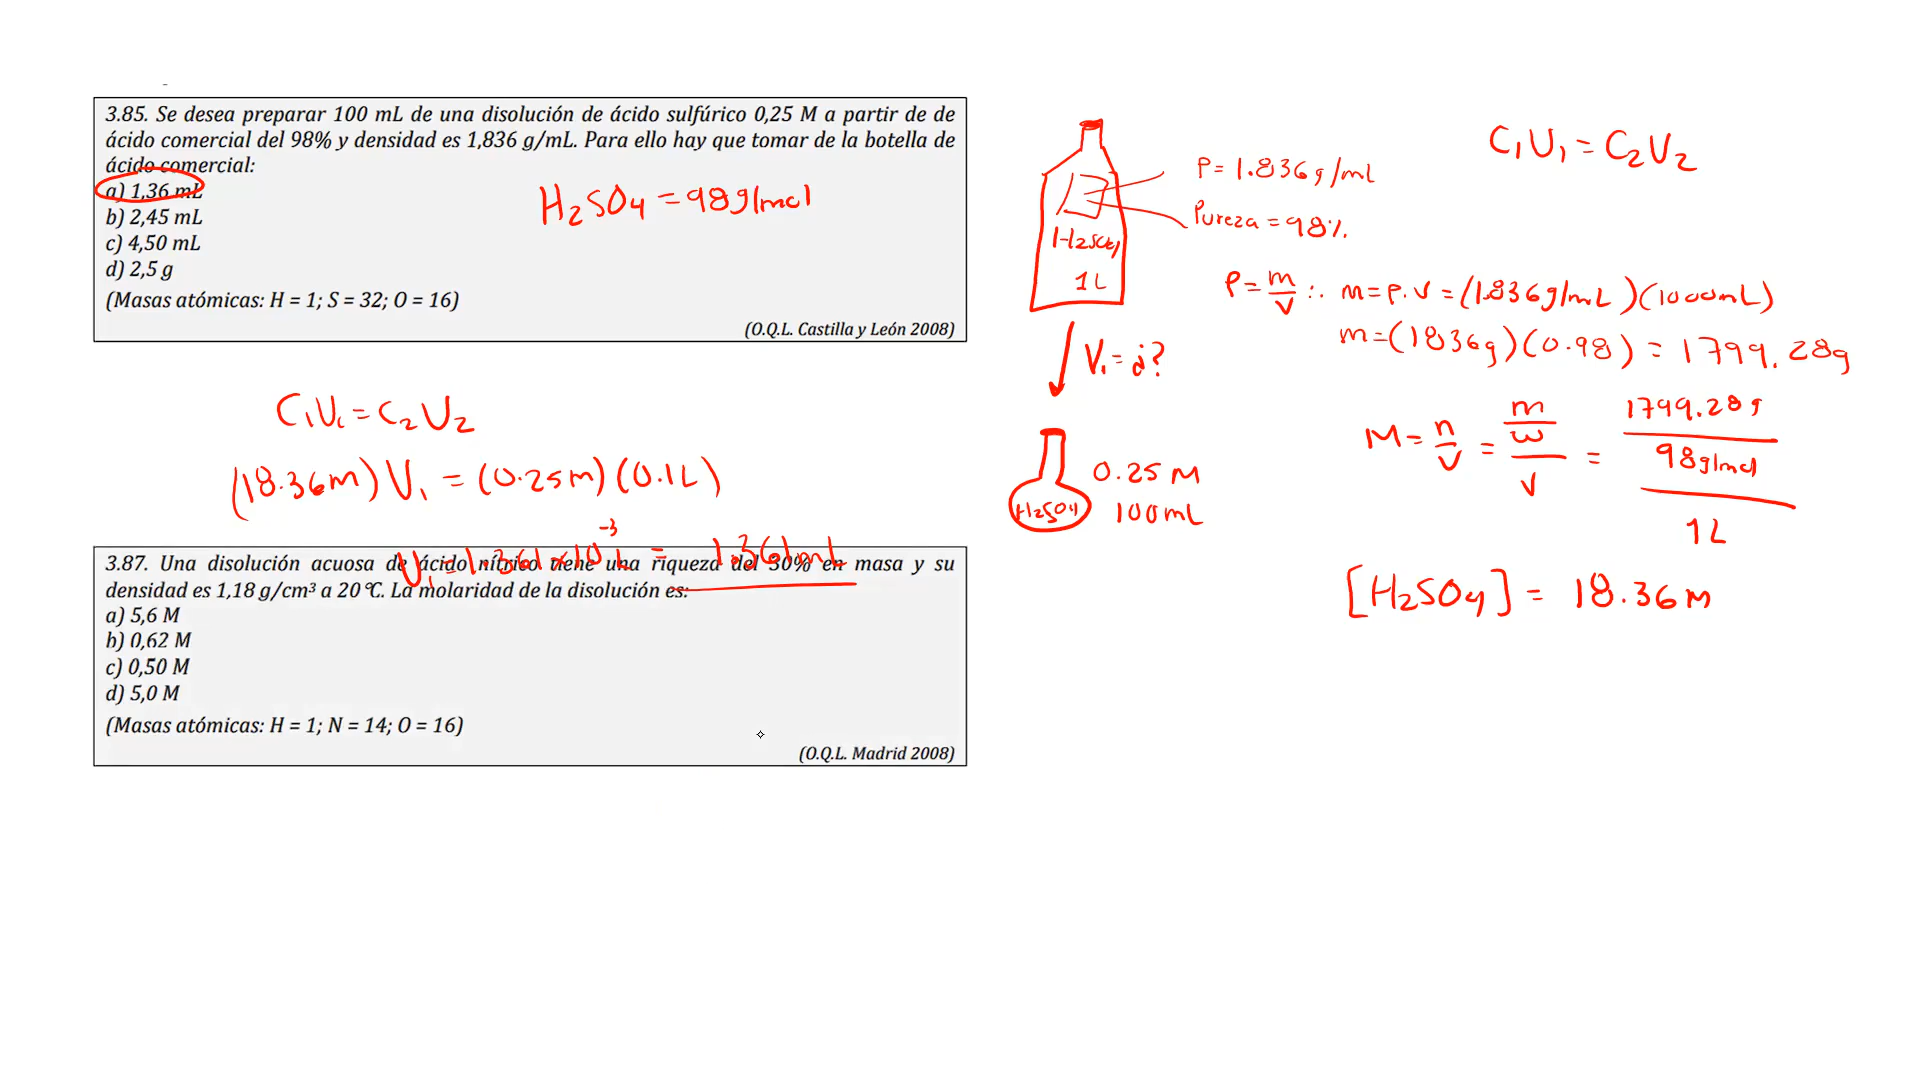 3.85. Se desea preparar 100 mL de una disolución de ácido sulfúrico 0,25 M a partir de de
ácido comercial del 98% y densidad es 1,836 g/mL. Para ello hay que tomar de la botella de
ácido comercial:
a) 1,36 mL
b) 2,45 mL
c) 4,50 mL
d) 2,5 g
(Masas atómicas: H = 1; S = 32; O = 16)
(O.Q.L. Castilla y León 2008)
H₂SO₄ = 98g/mol
C₁V₁ = C₂V₂
(18.36M) V₁ = (0.25M)(0.1L)
V₁ = 1.361×10⁻³ L = 1.361mL
3.87. Una disolución acuosa de ácido nítrico tiene una riqueza del 30% en masa y su
densidad es 1,18 g/cm³ a 20°C. La molaridad de la disolución es:
a) 5,6 M
b) 0,62 M
c) 0,50 M
d) 5,0 M
(Masas atómicas: H = 1; N = 14; O = 16)
(O.Q.L. Madrid 2008)
C₁V₁ = C₂V₂
ρ = 1.836g/mL
Pureza = 98%
H₂SO₄
1L
ρ = m/V ∴ m = ρ.V = (1.836g/mL)(1000mL)
m = (1836g)(0.98) = 1799.28g
V₁ = ¿?
M = n/V = m/w / V = 1799.28g / 98g/mol / 1L
0.25 M
100mL
H₂SO₄
[H₂SO₄] = 18.36M